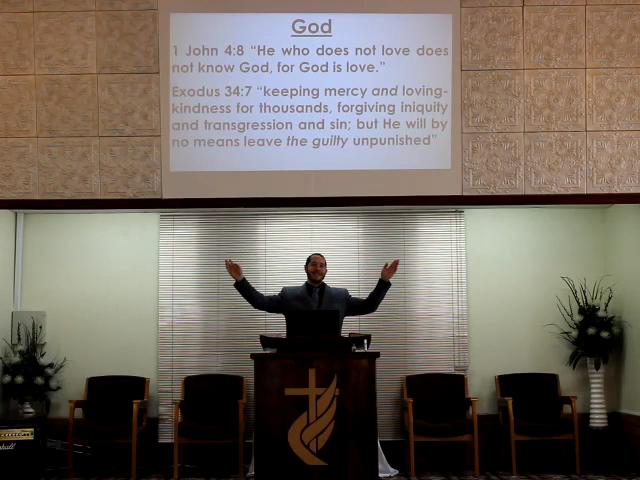 God
1 John 4:8 “He who does not love does
not know God, for God is love.”
Exodus 34:7 “keeping mercy and loving-
kindness for thousands, forgiving iniquity
and transgression and sin; but He will by
no means leave the guilty unpunished”